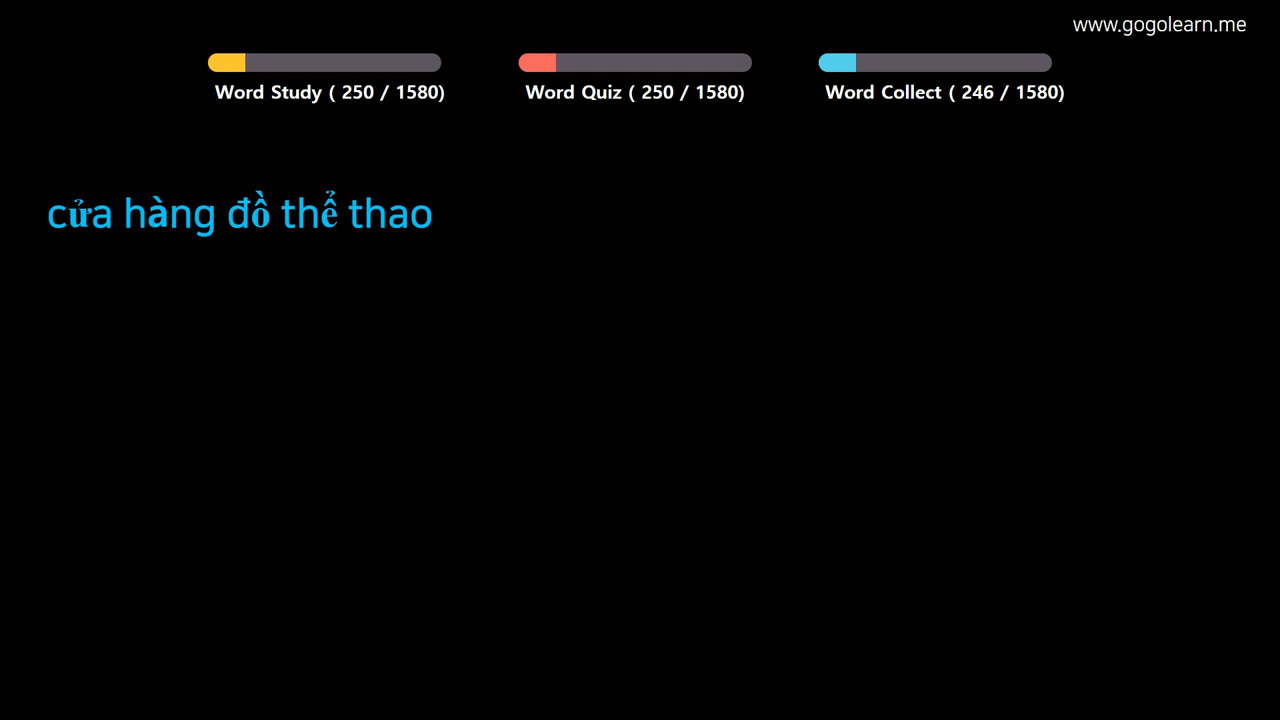 www.gogolearn.me
Word Study ( 250 / 1580)
Word Quiz ( 250 / 1580)
Word Collect ( 246 / 1580)
cửa hàng đồ thể thao